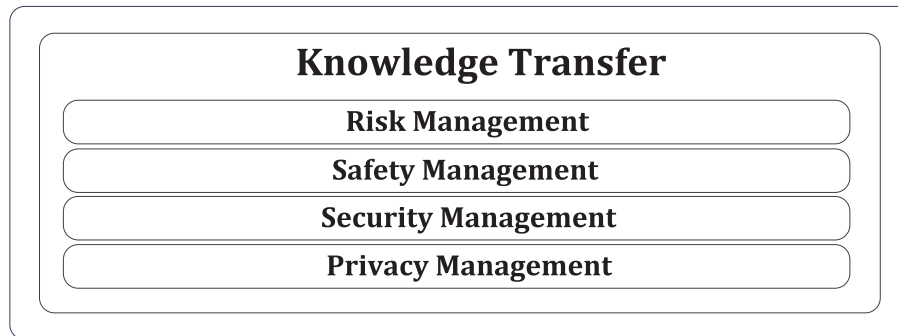 Knowledge Transfer
Risk Management
Safety Management
Security Management
Privacy Management